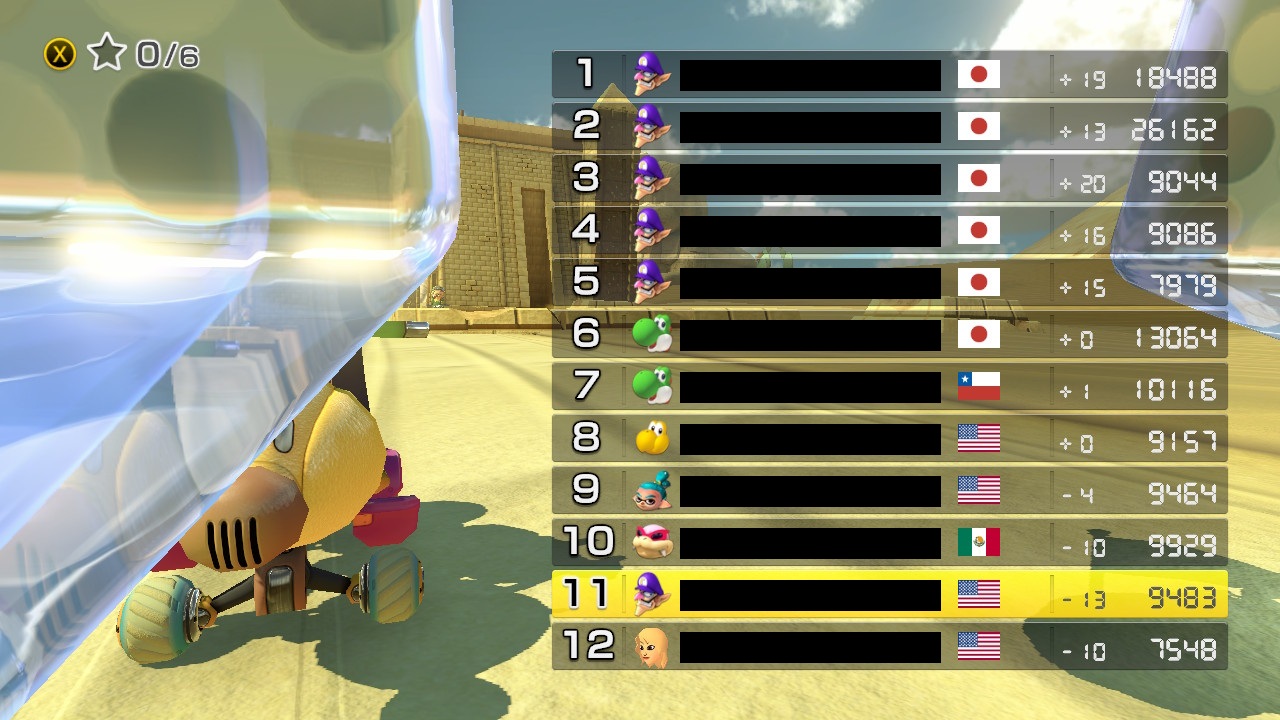 X 0/6
1 + 19 18488
2 + 13 26162
3 + 20 9044
4 + 16 9086
5 + 15 7979
6 + 0 13064
7 + 1 10116
8 + 0 9157
9 - 4 9464
10 - 10 9929
11 - 13 9483
12 - 10 7548